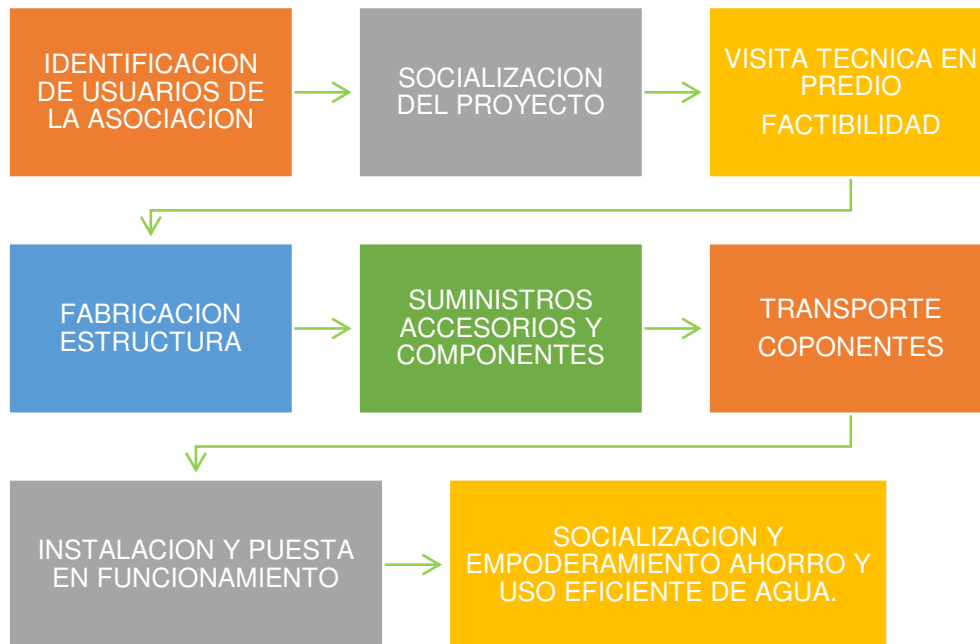 IDENTIFICACION
DE USUARIOS DE
LA ASOCIACION
SOCIALIZACION
DEL PROYECTO
VISITA TECNICA EN
PREDIO
FACTIBILIDAD
FABRICACION
ESTRUCTURA
SUMINISTROS
ACCESORIOS Y
COMPONENTES
TRANSPORTE
COPONENTES
INSTALACION Y PUESTA
EN FUNCIONAMIENTO
SOCIALIZACION Y
EMPODERAMIENTO AHORRO Y
USO EFICIENTE DE AGUA.